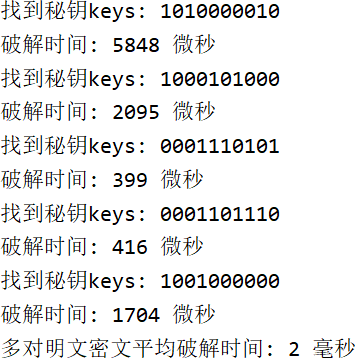 找到秘钥keys: 1010000010
破解时间: 5848 微秒
找到秘钥keys: 1000101000
破解时间: 2095 微秒
找到秘钥keys: 0001110101
破解时间: 399 微秒
找到秘钥keys: 0001101110
破解时间: 416 微秒
找到秘钥keys: 1001000000
破解时间: 1704 微秒
多对明文密文平均破解时间: 2 毫秒